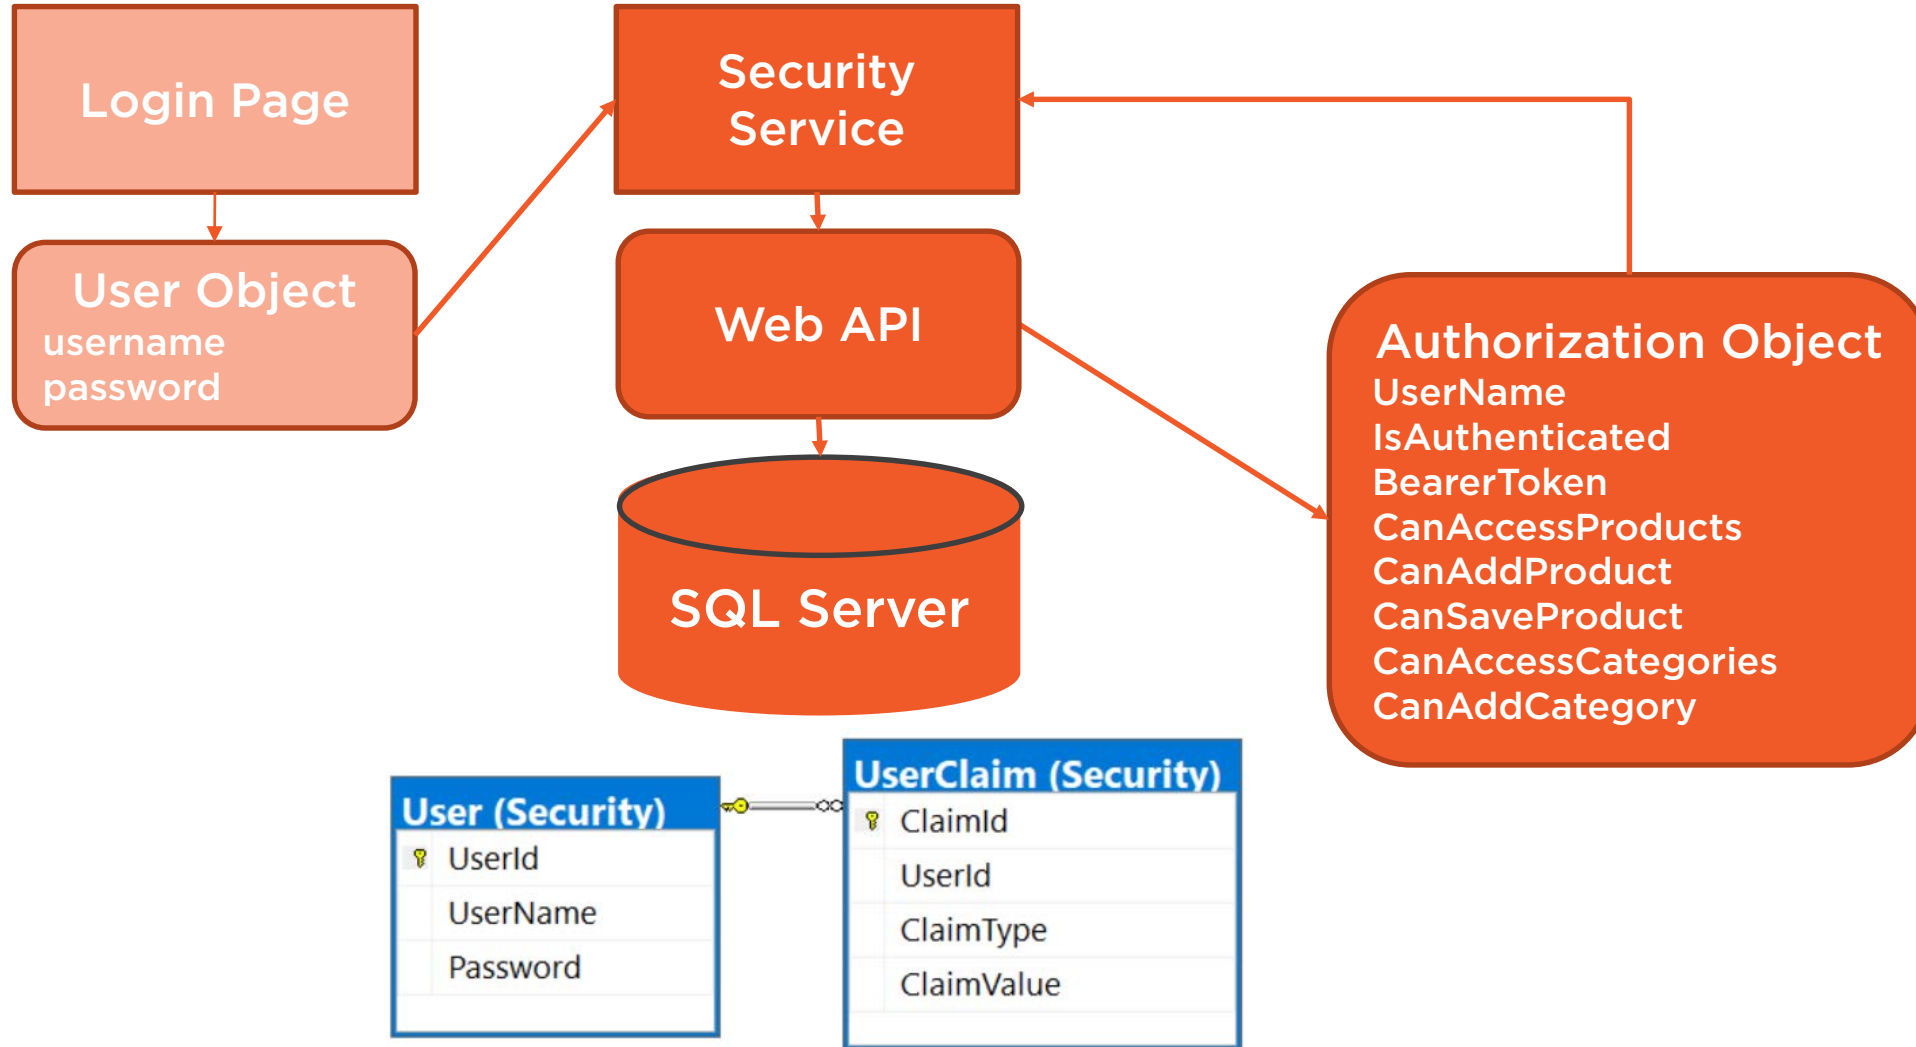 Login Page
User Object
username
password
Security
Service
Web API
SQL Server
Authorization Object
UserName
IsAuthenticated
BearerToken
CanAccessProducts
CanAddProduct
CanSaveProduct
CanAccessCategories
CanAddCategory
User (Security)
UserId
UserName
Password
UserClaim (Security)
ClaimId
UserId
ClaimType
ClaimValue